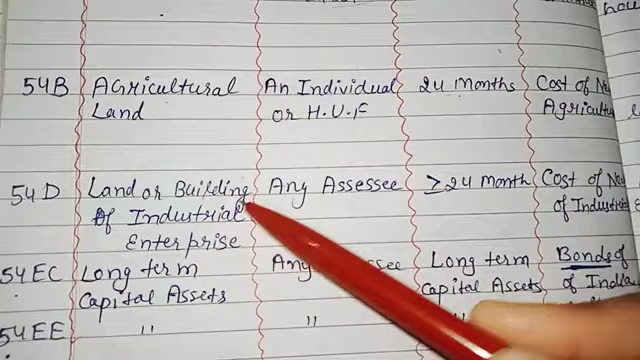 54B Agricultural An Individual 24 months Cost of
Land or H.U.F
54D Land or Building Any Assessee ≥24 month Cost of
Of Industrial of
Enterprise
54EC Long term Long term Bonds of
Capital Assets capital Assets of India
54EE " "